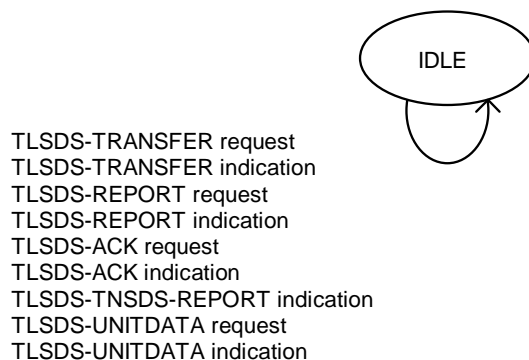 IDLE
TLSDS-TRANSFER request
TLSDS-TRANSFER indication
TLSDS-REPORT request
TLSDS-REPORT indication
TLSDS-ACK request
TLSDS-ACK indication
TLSDS-TNSDS-REPORT indication
TLSDS-UNITDATA request
TLSDS-UNITDATA indication